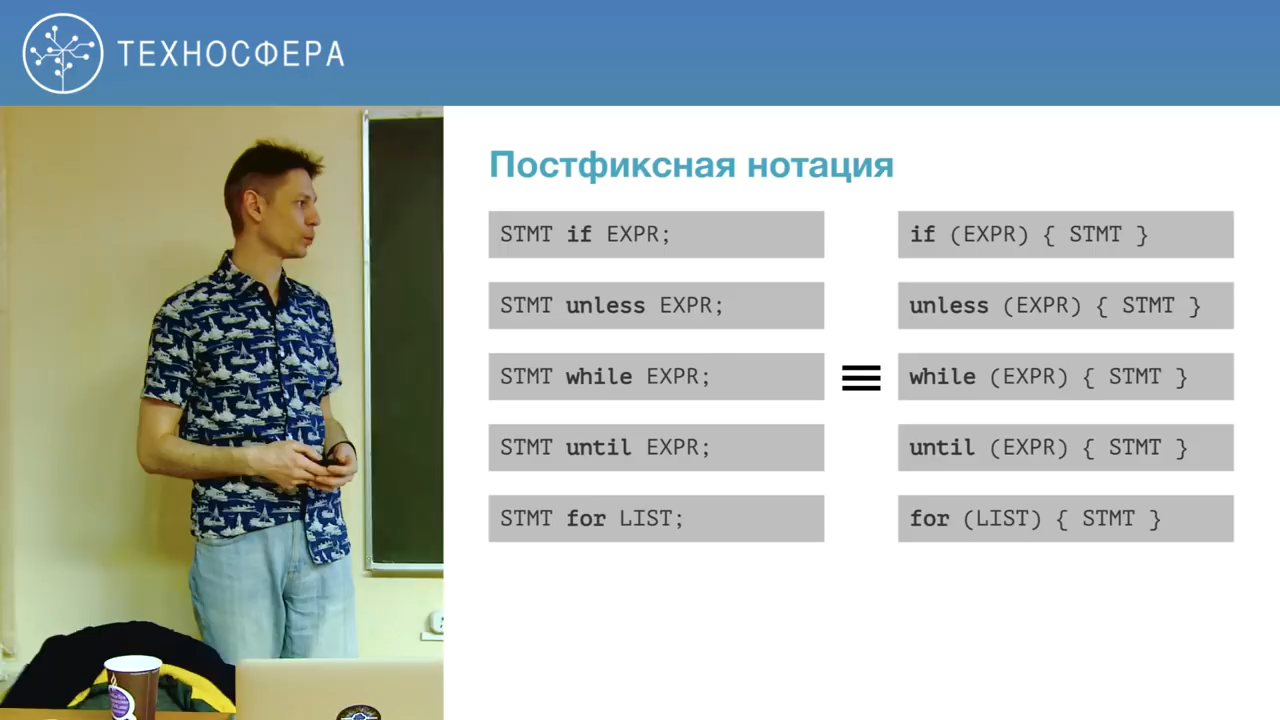 ТЕХНОСФЕРА
Постфиксная нотация
STMT if EXPR;
if (EXPR) { STMT }
STMT unless EXPR;
unless (EXPR) { STMT }
STMT while EXPR;
≡
while (EXPR) { STMT }
STMT until EXPR;
until (EXPR) { STMT }
STMT for LIST;
for (LIST) { STMT }